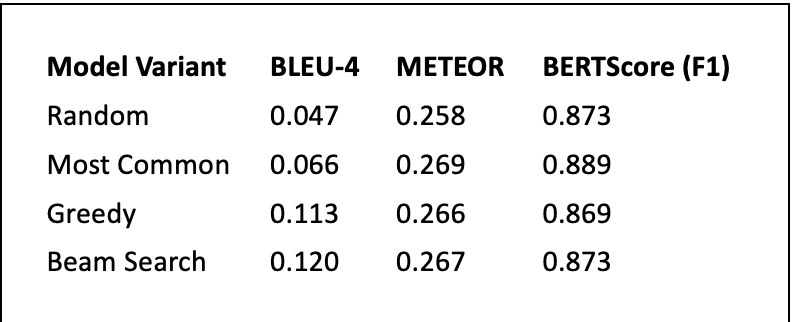 Model Variant BLEU-4 METEOR BERTScore (F1)
Random 0.047 0.258 0.873
Most Common 0.066 0.269 0.889
Greedy 0.113 0.266 0.869
Beam Search 0.120 0.267 0.873